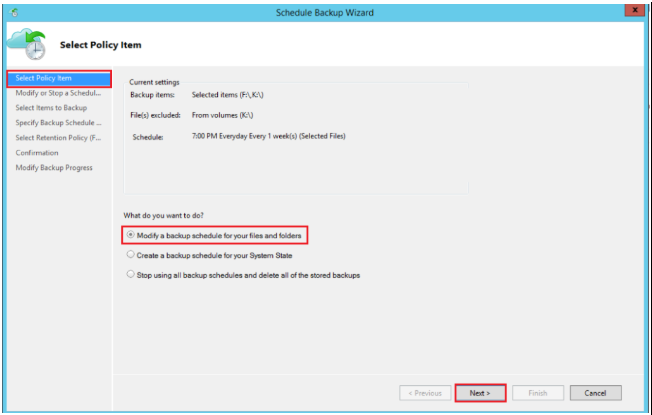 Schedule Backup Wizard
x
Select Policy Item
Select Policy Item
Modify or Stop a Schedul...
Select Items to Backup
Specify Backup Schedule ...
Select Retention Policy (F...
Confirmation
Modify Backup Progress
Current settings
Backup items: Selected items (F:\,K:\)
File(s) excluded: From volumes (K:\)
Schedule: 7:00 PM Everyday Every 1 week(s) (Selected Files)
What do you want to do?
Modify a backup schedule for your files and folders
Create a backup schedule for your System State
Stop using all backup schedules and delete all of the stored backups
< Previous Next > Finish Cancel